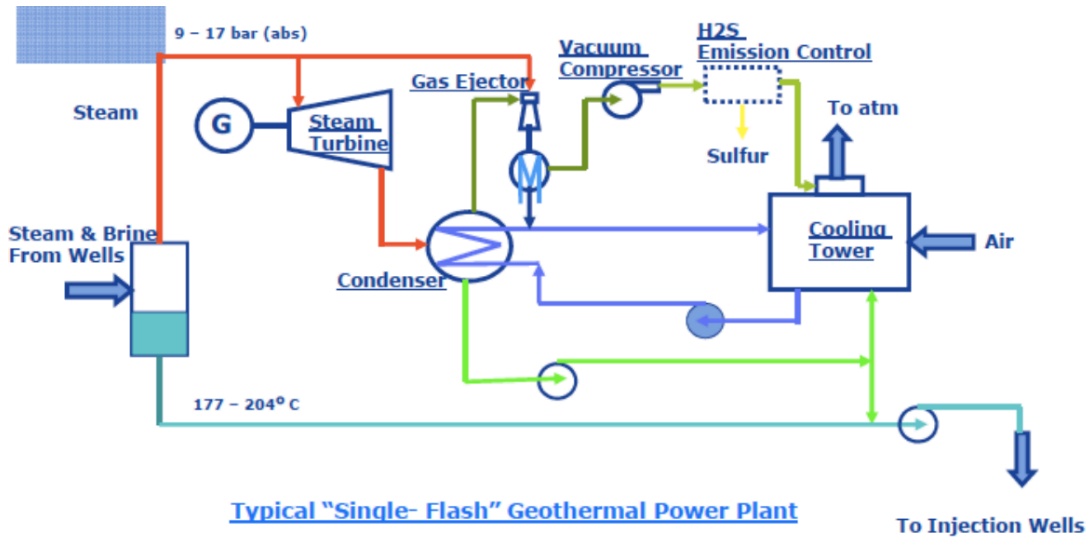 9 – 17 bar (abs)
H2S
Emission Control
Vacuum
Compressor
Gas Ejector
Steam
To atm
G
Steam
Turbine
Sulfur
Steam & Brine
From Wells
Cooling
Tower
Air
Condenser
177 – 204⁰ C
Typical “Single- Flash” Geothermal Power Plant
To Injection Wells